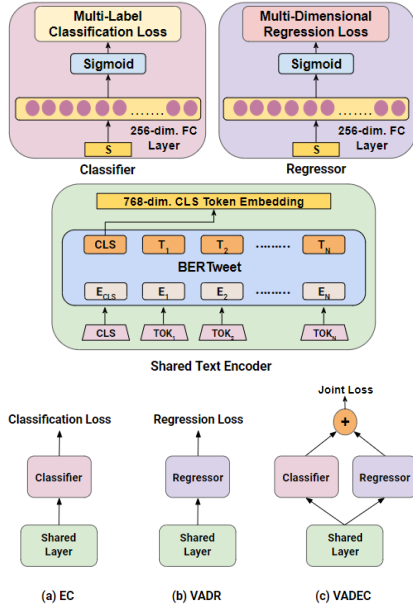 Multi-Label
Classification Loss
Sigmoid
256-dim. FC
Layer
S
Classifier
Multi-Dimensional
Regression Loss
Sigmoid
256-dim. FC
Layer
S
Regressor
768-dim. CLS Token Embedding
CLS T1 T2 ......... TN
BERTweet
ECLS E1 E2 ......... EN
CLS TOK1 TOK2 TOKN
Shared Text Encoder
Classification Loss
Classifier
Shared
Layer
(a) EC
Regression Loss
Regressor
Shared
Layer
(b) VADR
Joint Loss
+
Classifier
Regressor
Shared
Layer
(c) VADEC